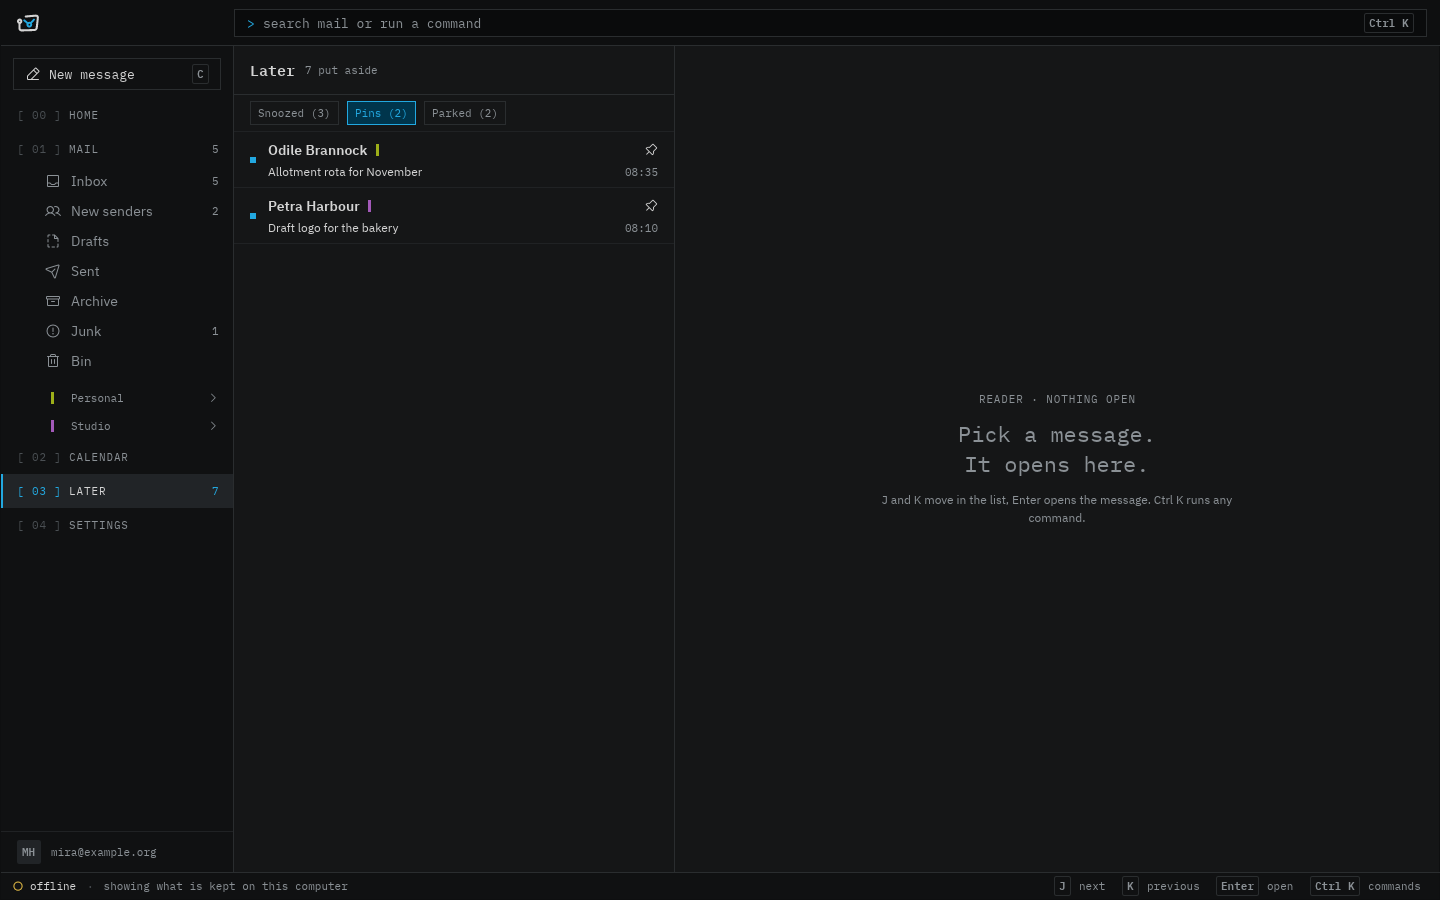 > search mail or run a command Ctrl K
New message C
[ 00 ] HOME
[ 01 ] MAIL 5
Inbox 5
New senders 2
Drafts
Sent
Archive
Junk 1
Bin
Personal
Studio
[ 02 ] CALENDAR
[ 03 ] LATER 7
[ 04 ] SETTINGS
MH mira@example.org
Later 7 put aside
Snoozed (3) Pins (2) Parked (2)
Odile Brannock
Allotment rota for November 08:35
Petra Harbour
Draft logo for the bakery 08:10
READER · NOTHING OPEN
Pick a message.
It opens here.
J and K move in the list, Enter opens the message. Ctrl K runs any
command.
offline · showing what is kept on this computer
J next K previous Enter open Ctrl K commands